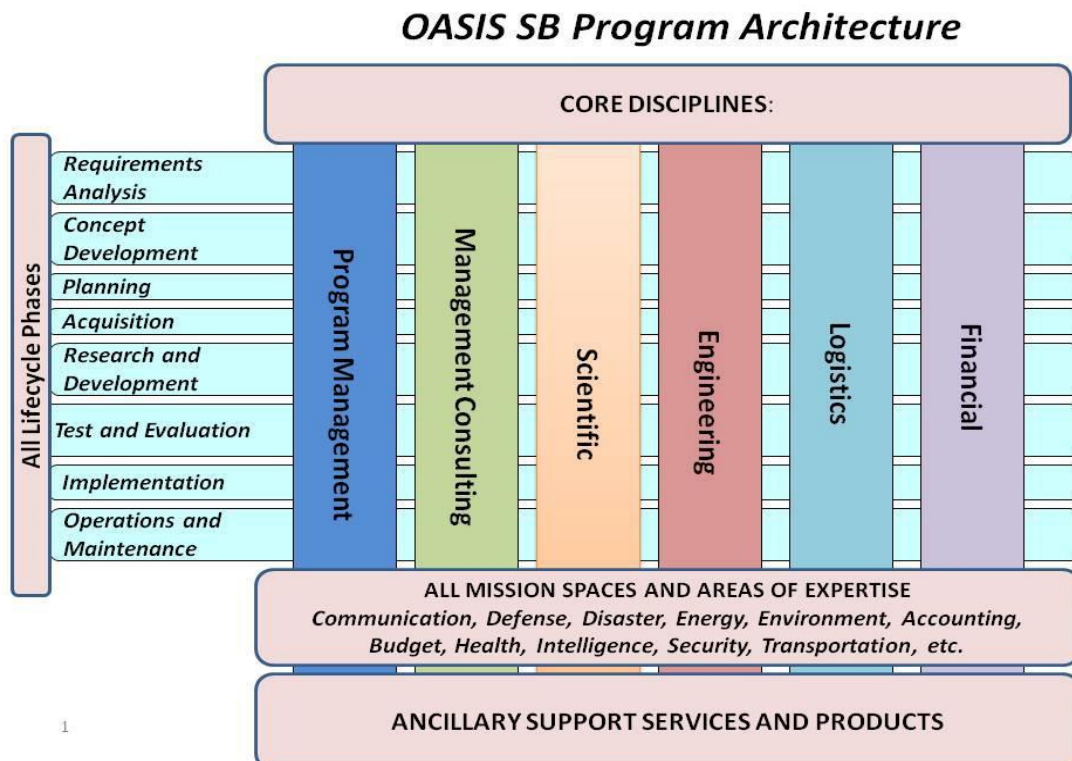 OASIS SB Program Architecture
CORE DISCIPLINES:
All Lifecycle Phases
Requirements
Analysis
Concept
Development
Planning
Acquisition
Research and
Development
Test and Evaluation
Implementation
Operations and
Maintenance
Program Management
Management Consulting
Scientific
Engineering
Logistics
Financial
ALL MISSION SPACES AND AREAS OF EXPERTISE
Communication, Defense, Disaster, Energy, Environment, Accounting,
Budget, Health, Intelligence, Security, Transportation, etc.
ANCILLARY SUPPORT SERVICES AND PRODUCTS
1